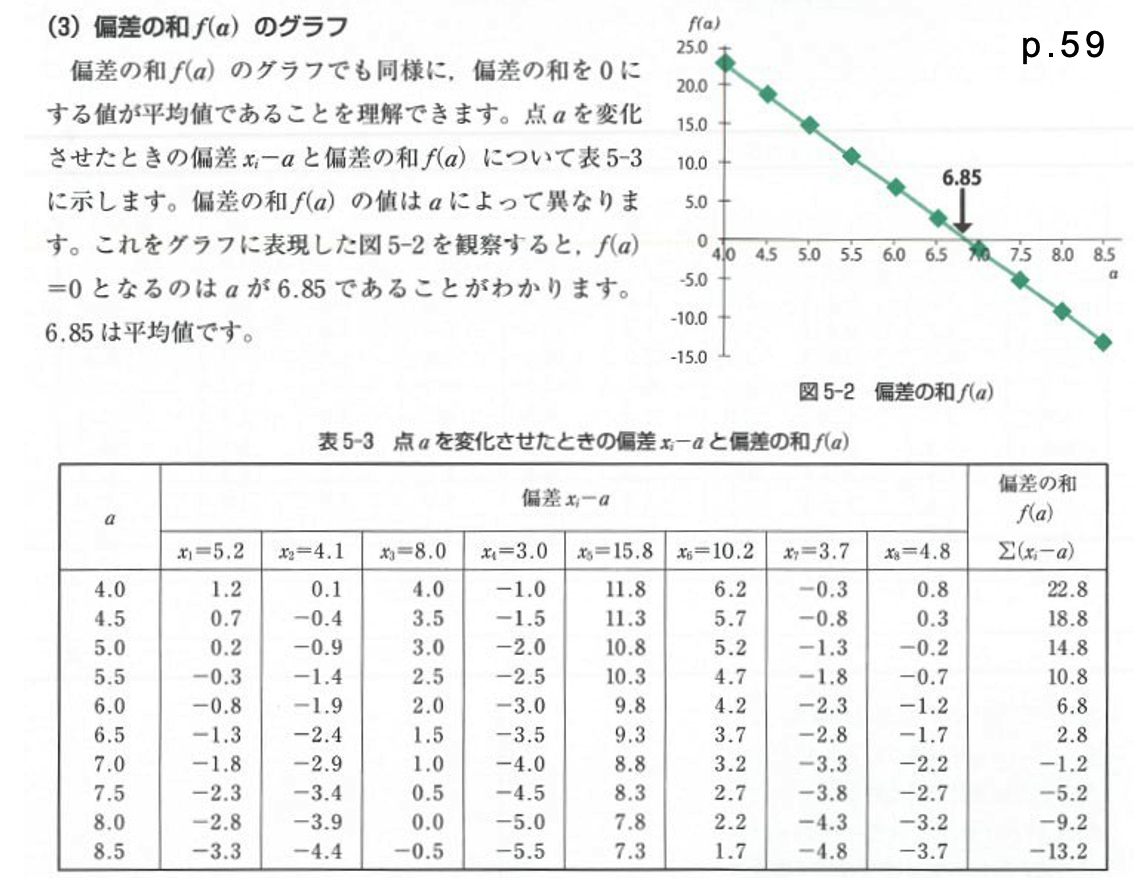 (3) 偏差の和 f(a) のグラフ
p.59
偏差の和 f(a) のグラフでも同様に，偏差の和を 0 に
する値が平均値であることを理解できます。点 a を変化
させたときの偏差 xᵢ−a と偏差の和 f(a) について表 5-3
に示します。偏差の和 f(a) の値は a によって異なりま
す。これをグラフに表現した図 5-2 を観察すると，f(a)
=0 となるのは a が 6.85 であることがわかります。
6.85 は平均値です。
f(a)
25.0
20.0
15.0
10.0
5.0
0
-5.0
-10.0
-15.0
6.85
4.0 4.5 5.0 5.5 6.0 6.5 7.0 7.5 8.0 8.5
a
図 5-2 偏差の和 f(a)
表 5-3 点 a を変化させたときの偏差 xᵢ−a と偏差の和 f(a)
a 偏差 xᵢ−a 偏差の和
f(a)
x₁=5.2 x₂=4.1 x₃=8.0 x₄=3.0 x₅=15.8 x₆=10.2 x₇=3.7 x₈=4.8 Σ(xᵢ−a)
4.0 1.2 0.1 4.0 −1.0 11.8 6.2 −0.3 0.8 22.8
4.5 0.7 −0.4 3.5 −1.5 11.3 5.7 −0.8 0.3 18.8
5.0 0.2 −0.9 3.0 −2.0 10.8 5.2 −1.3 −0.2 14.8
5.5 −0.3 −1.4 2.5 −2.5 10.3 4.7 −1.8 −0.7 10.8
6.0 −0.8 −1.9 2.0 −3.0 9.8 4.2 −2.3 −1.2 6.8
6.5 −1.3 −2.4 1.5 −3.5 9.3 3.7 −2.8 −1.7 2.8
7.0 −1.8 −2.9 1.0 −4.0 8.8 3.2 −3.3 −2.2 −1.2
7.5 −2.3 −3.4 0.5 −4.5 8.3 2.7 −3.8 −2.7 −5.2
8.0 −2.8 −3.9 0.0 −5.0 7.8 2.2 −4.3 −3.2 −9.2
8.5 −3.3 −4.4 −0.5 −5.5 7.3 1.7 −4.8 −3.7 −13.2